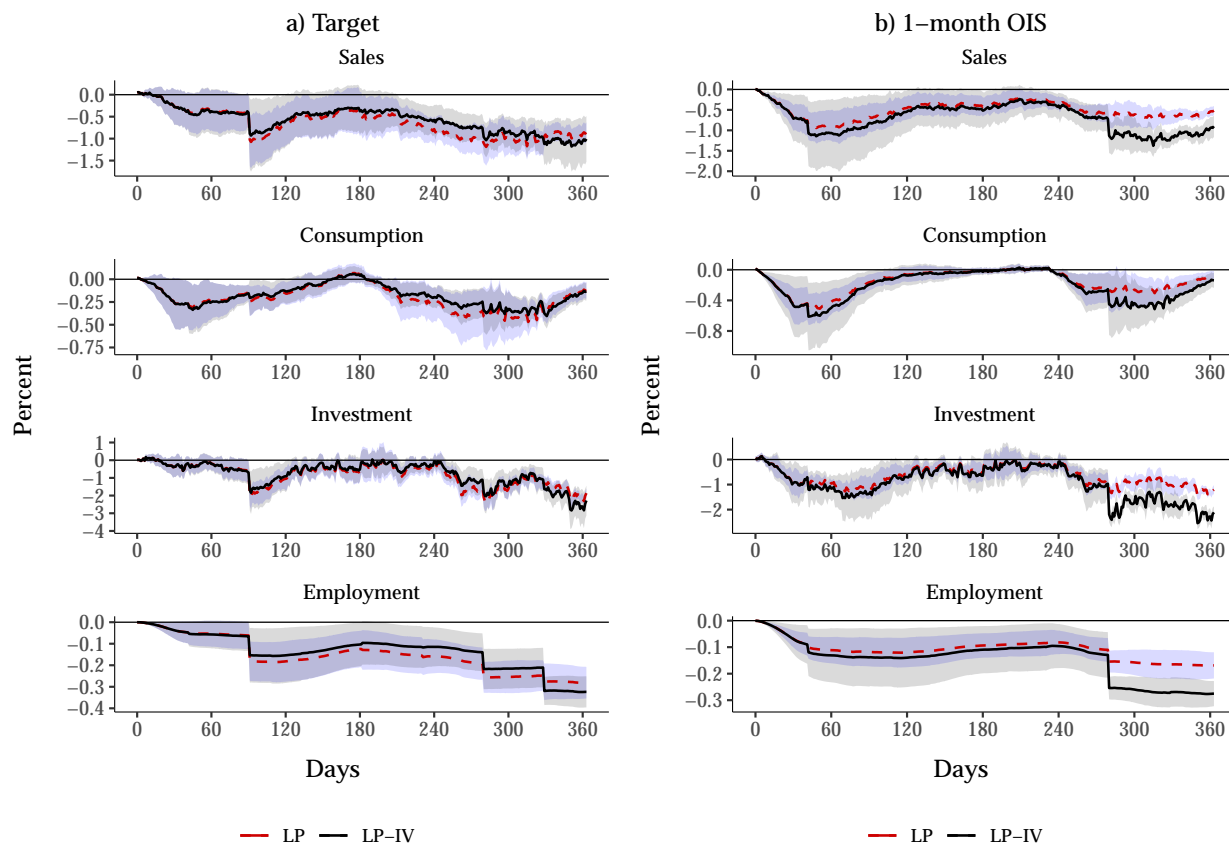 a) Target
Sales
0.0
−0.5
−1.0
−1.5
0 60 120 180 240 300 360
Consumption
0.00
−0.25
−0.50
−0.75
0 60 120 180 240 300 360
Investment
1
0
−1
−2
−3
−4
0 60 120 180 240 300 360
Employment
0.0
−0.1
−0.2
−0.3
−0.4
0 60 120 180 240 300 360
Percent
Days
LP LP−IV
b) 1−month OIS
Sales
0.0
−0.5
−1.0
−1.5
−2.0
0 60 120 180 240 300 360
Consumption
0.0
−0.4
−0.8
0 60 120 180 240 300 360
Investment
0
−1
−2
0 60 120 180 240 300 360
Employment
0.0
−0.1
−0.2
−0.3
0 60 120 180 240 300 360
Percent
Days
LP LP−IV